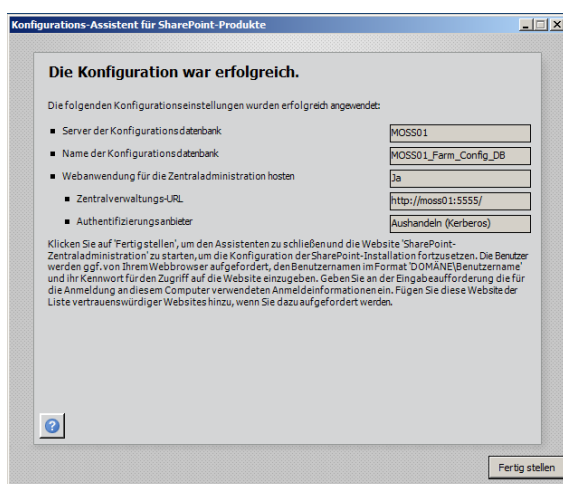 Konfigurations-Assistent für SharePoint-Produkte
Die Konfiguration war erfolgreich.
Die folgenden Konfigurationseinstellungen wurden erfolgreich angewendet:
Server der Konfigurationsdatenbank MOSS01
Name der Konfigurationsdatenbank MOSS01_Farm_Config_DB
Webanwendung für die Zentraladministration hosten Ja
Zentralverwaltungs-URL http://moss01:5555/
Authentifizierungsanbieter Aushandeln (Kerberos)
Klicken Sie auf 'Fertig stellen', um den Assistenten zu schließen und die Website 'SharePoint-
Zentraladministration' zu starten, um die Konfiguration der SharePoint-Installation fortzusetzen. Die Benutzer
werden ggf. von Ihrem Webbrowser aufgefordert, den Benutzernamen im Format 'DOMÄNE\Benutzername'
und ihr Kennwort für den Zugriff auf die Website einzugeben. Geben Sie an der Eingabeaufforderung die für
die Anmeldung an diesem Computer verwendeten Anmeldeinformationen ein. Fügen Sie diese Website der
Liste vertrauenswürdiger Websites hinzu, wenn Sie dazu aufgefordert werden.
?
Fertig stellen